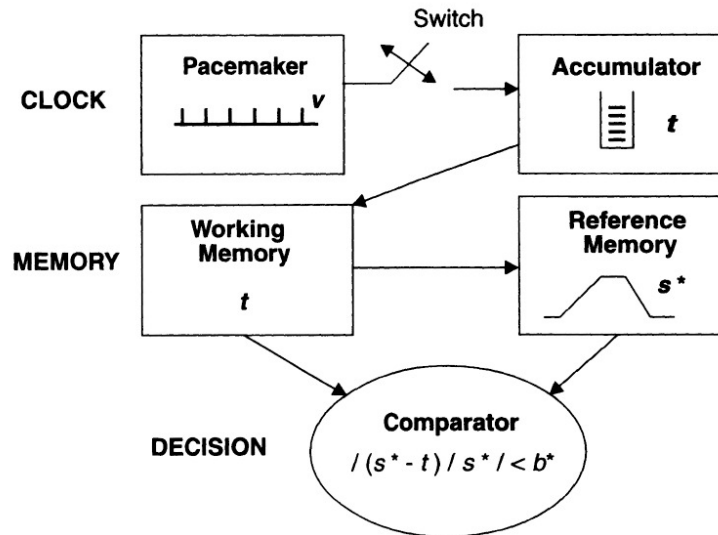 Switch
Pacemaker
v
Accumulator
t
CLOCK
Working
Memory
t
Reference
Memory
s*
MEMORY
Comparator
/ (s* - t) / s* / < b*
DECISION